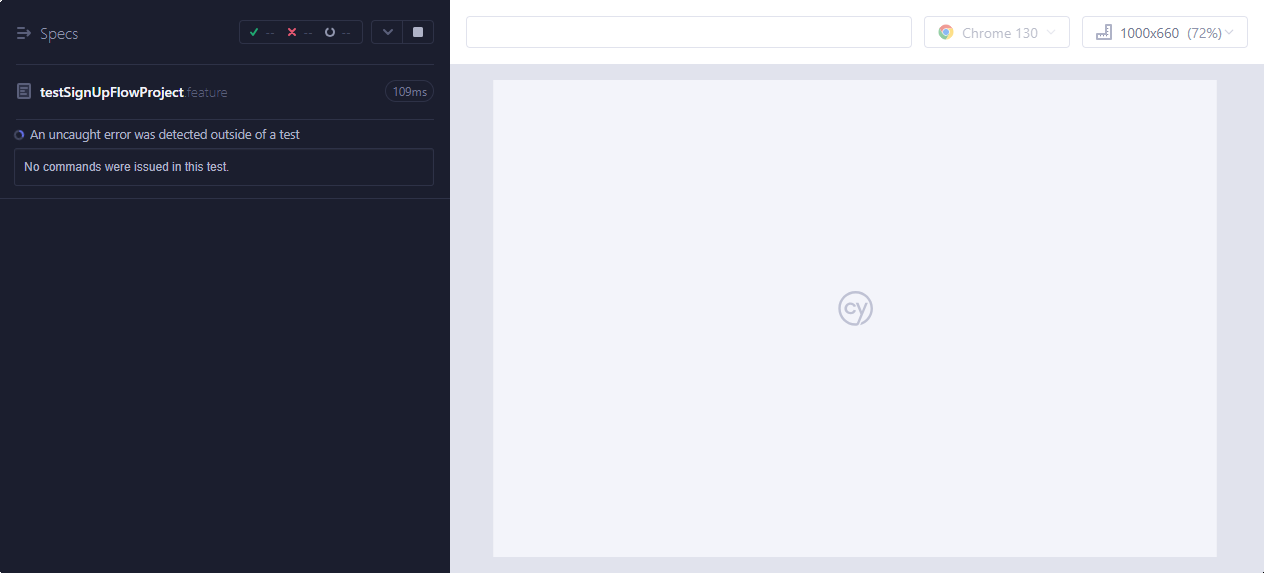 Specs -- -- --
testSignUpFlowProject.feature 109ms
An uncaught error was detected outside of a test
No commands were issued in this test.
Chrome 130 1000x660 (72%)
cy